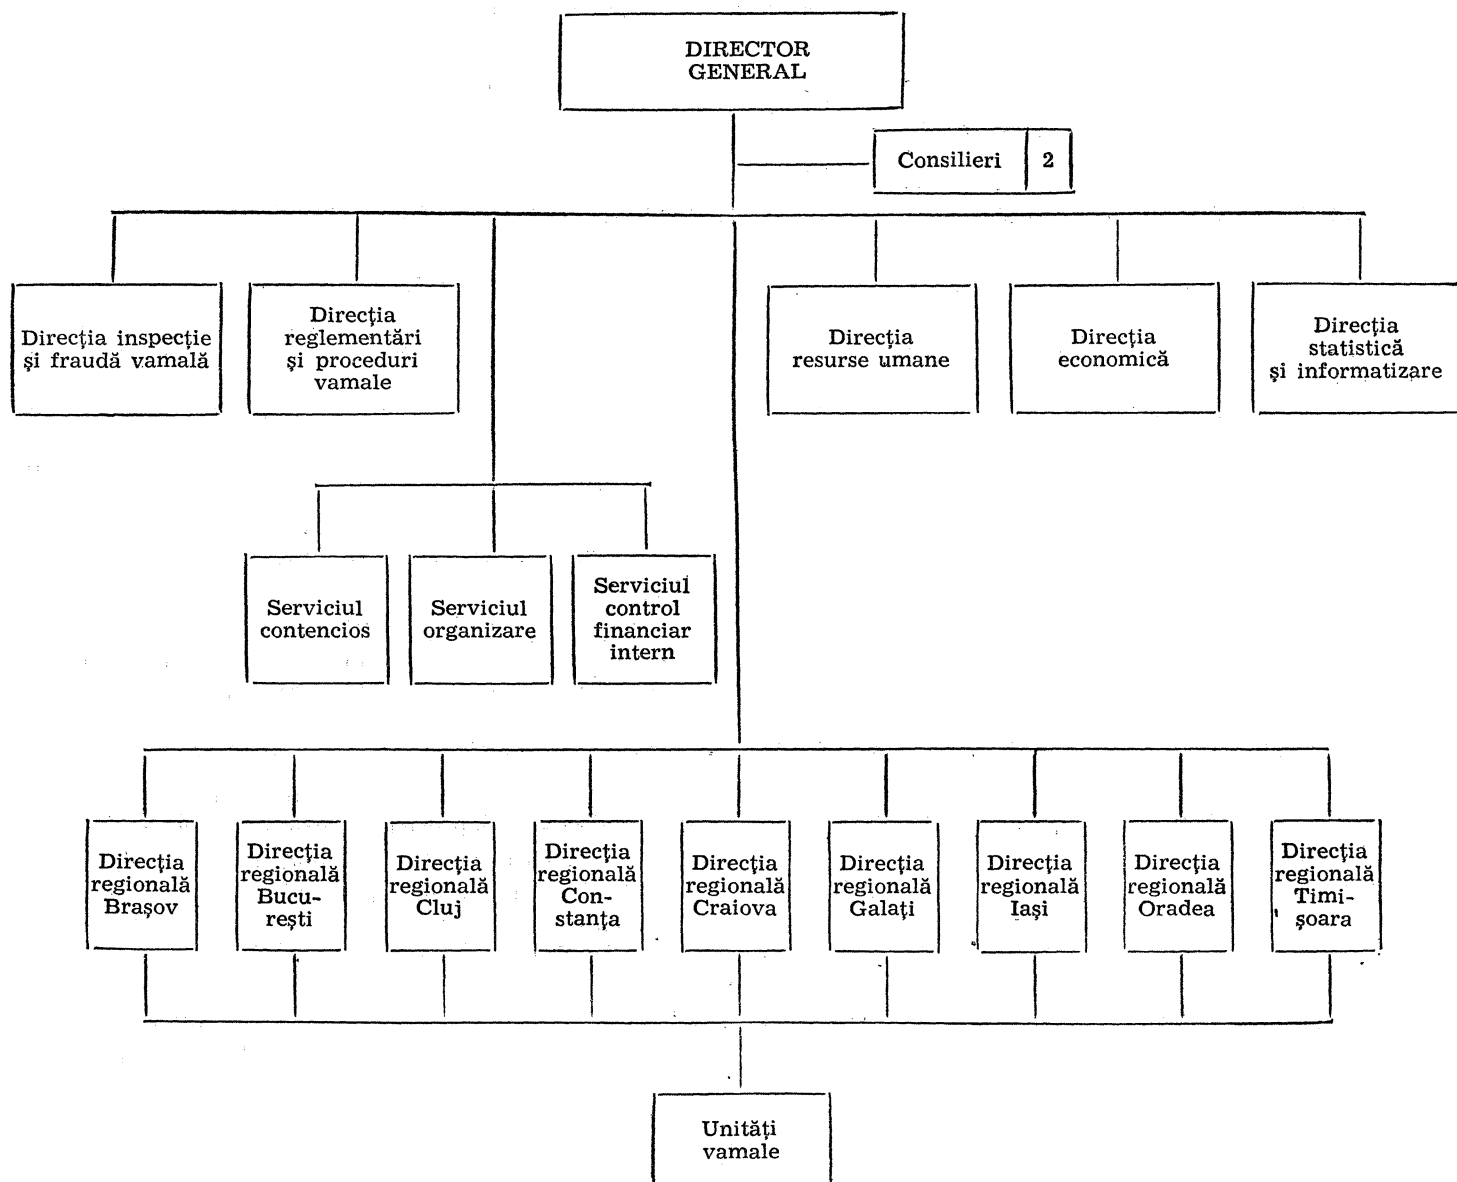 DIRECTOR
GENERAL
Consilieri 2
Direcția inspecție
și fraudă vamală
Direcția
reglementări
și proceduri
vamale
Direcția
resurse umane
Direcția
economică
Direcția
statistică
și informatizare
Serviciul
contencios
Serviciul
organizare
Serviciul
control
financiar
intern
Direcția
regională
Brașov
Direcția
regională
Bucu-
rești
Direcția
regională
Cluj
Direcția
regională
Con-
stanța
Direcția
regională
Craiova
Direcția
regională
Galați
Direcția
regională
Iași
Direcția
regională
Oradea
Direcția
regională
Timi-
șoara
Unități
vamale